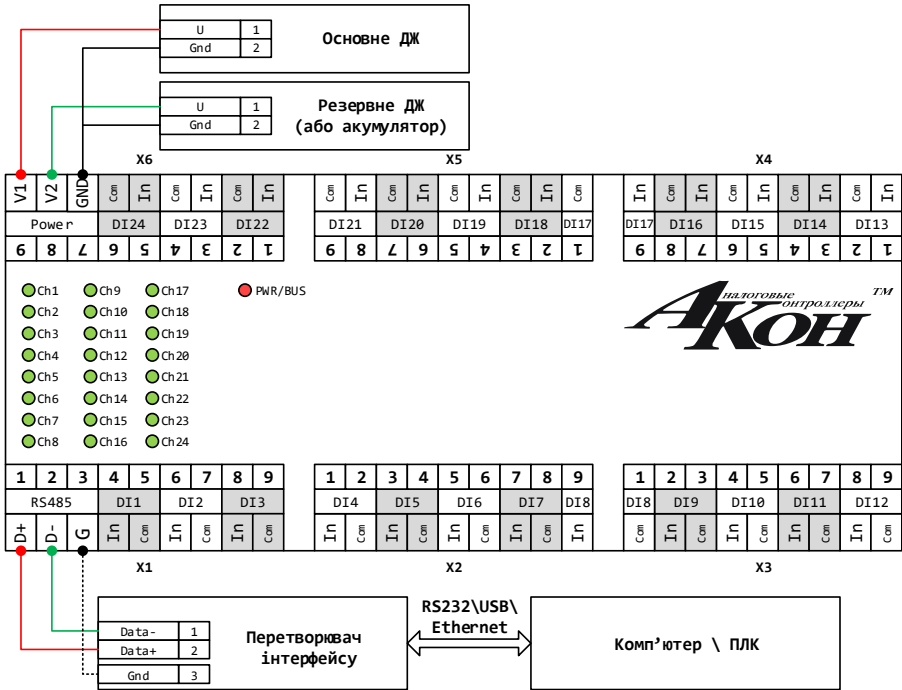 U 1
Gnd 2
Основне ДЖ
U 1
Gnd 2
Резервне ДЖ
(або акумулятор)
X6 X5 X4
V1 V2 GND Com In Com In Com In Com In Com In Com In Com In Com In Com In Com In Com In Com In
Power DI24 DI23 DI22 DI21 DI20 DI19 DI18 DI17 DI17 DI16 DI15 DI14 DI13
9 8 7 6 5 4 3 2 1 9 8 7 6 5 4 3 2 1 9 8 7 6 5 4 3 2 1
Ch1 Ch9 Ch17 PWR/BUS
Ch2 Ch10 Ch18
Ch3 Ch11 Ch19
Ch4 Ch12 Ch20
Ch5 Ch13 Ch21
Ch6 Ch14 Ch22
Ch7 Ch15 Ch23
Ch8 Ch16 Ch24
Аналоговые TM
Контроллеры
АКОН
1 2 3 4 5 6 7 8 9 1 2 3 4 5 6 7 8 9 1 2 3 4 5 6 7 8 9
RS485 DI1 DI2 DI3 DI4 DI5 DI6 DI7 DI8 DI8 DI9 DI10 DI11 DI12
D+ D- G In Com In Com In Com In Com In Com In Com In Com In Com In Com In Com In Com In Com
X1 X2 X3
Data- 1
Data+ 2
Gnd 3
Перетворювач
інтерфейсу
RS232\USB\
Ethernet
Комп’ютер \ ПЛК